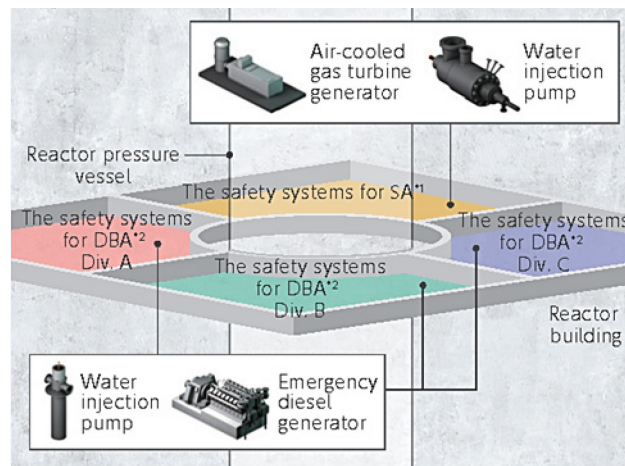 Air-cooled
gas turbine
generator
Water
injection
pump
Reactor pressure
vessel
The safety systems for SA*1
The safety systems
for DBA*2
Div. A
The safety systems
for DBA*2
Div. B
The safety systems
for DBA*2
Div. C
Reactor
building
Water
injection
pump
Emergency
diesel
generator